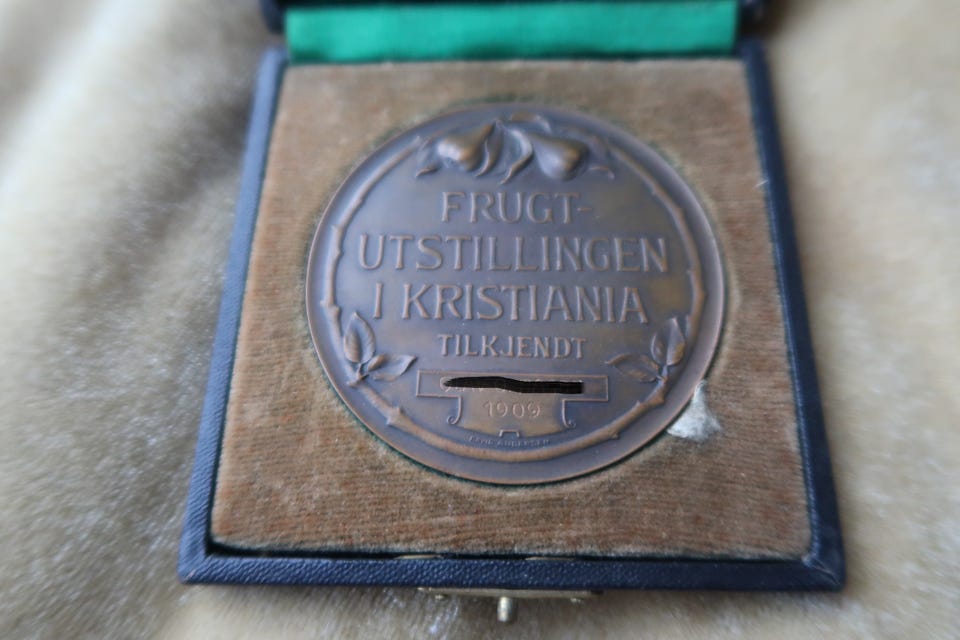 FRUGT-
UTSTILLINGEN
I KRISTIANIA
TILKJENDT
1909